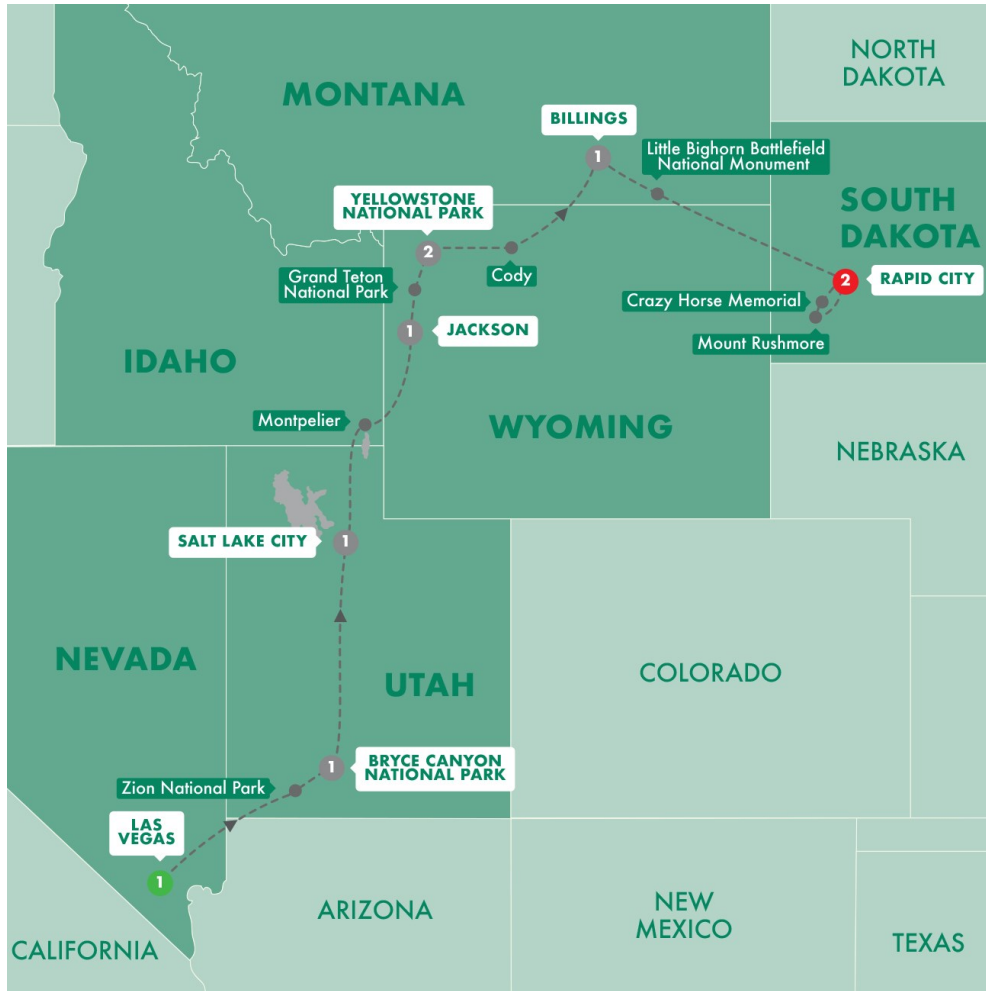 NORTH
DAKOTA
MONTANA
BILLINGS
1
Little Bighorn Battlefield
National Monument
YELLOWSTONE
NATIONAL PARK
SOUTH
DAKOTA
2
Grand Teton
National Park
Cody
2
RAPID CITY
Crazy Horse Memorial
Mount Rushmore
1
JACKSON
IDAHO
Montpelier
WYOMING
NEBRASKA
SALT LAKE CITY
1
NEVADA
UTAH
COLORADO
BRYCE CANYON
NATIONAL PARK
1
Zion National Park
LAS
VEGAS
1
ARIZONA
NEW
MEXICO
CALIFORNIA
TEXAS